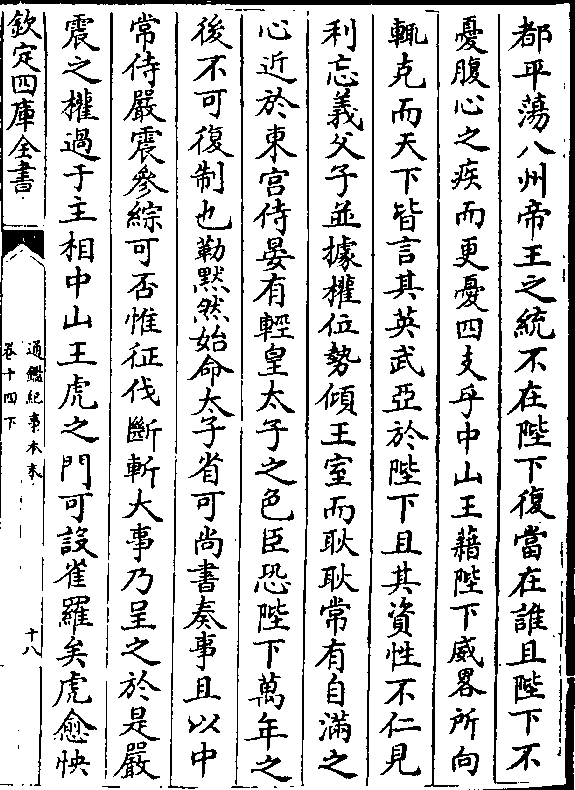 都平蕩八州帝王之統不在陛下復當在誰且陛下不
憂腹心之疾而更憂四支乎中山王藉陛下威畧所向
輒克而天下皆言其英武亞於陛下且其資性不仁見
利忘義父子並據權位勢傾王室而耿耿常有自滿之
心近於東宫侍晏有輕皇太子之色臣恐陛下萬年之
後不可復制也勒默然始命太子省可尚書奏事且以中
常侍嚴震參綜可否惟征伐斷斬大事乃呈之於是嚴
震之權過于主相中山王虎之門可設雀羅矣虎愈怏
欽定四庫全書
通鑑紀事本末
卷十四下
十八